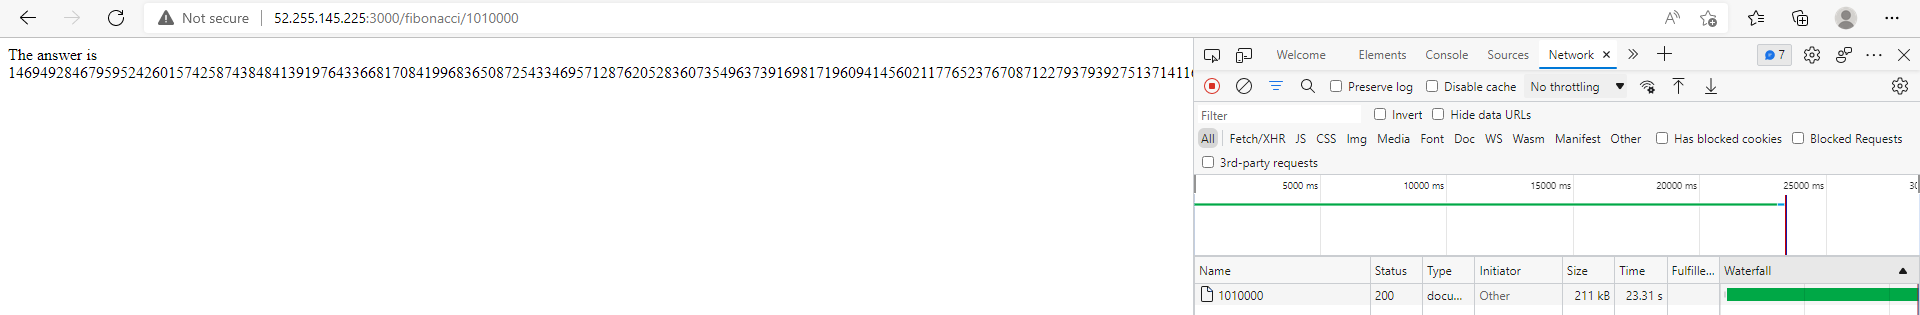 Not secure 52.255.145.225:3000/fibonacci/1010000
The answer is
Welcome Elements Console Sources Network 7
Preserve log Disable cache No throttling
Filter Invert Hide data URLs
All Fetch/XHR JS CSS Img Media Font Doc WS Wasm Manifest Other Has blocked cookies Blocked Requests
3rd-party requests
5000 ms 10000 ms 15000 ms 20000 ms 25000 ms
Name Status Type Initiator Size Time Fulfille... Waterfall
1010000 200 docu... Other 211 kB 23.31 s